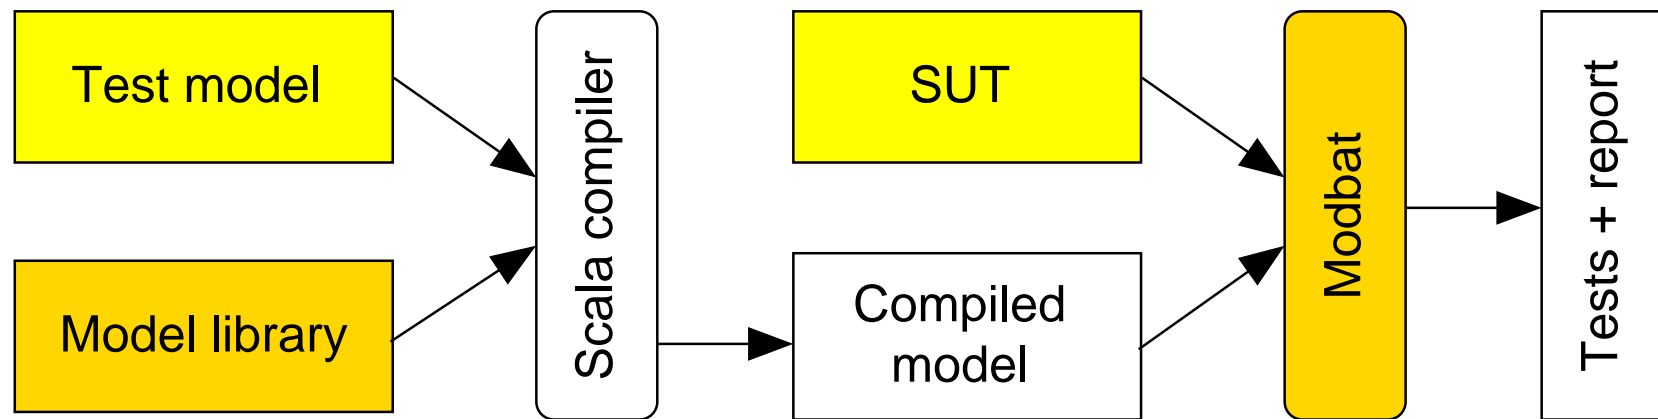 Test model
Model library
Scala compiler
SUT
Compiled
model
Modbat
Tests + report